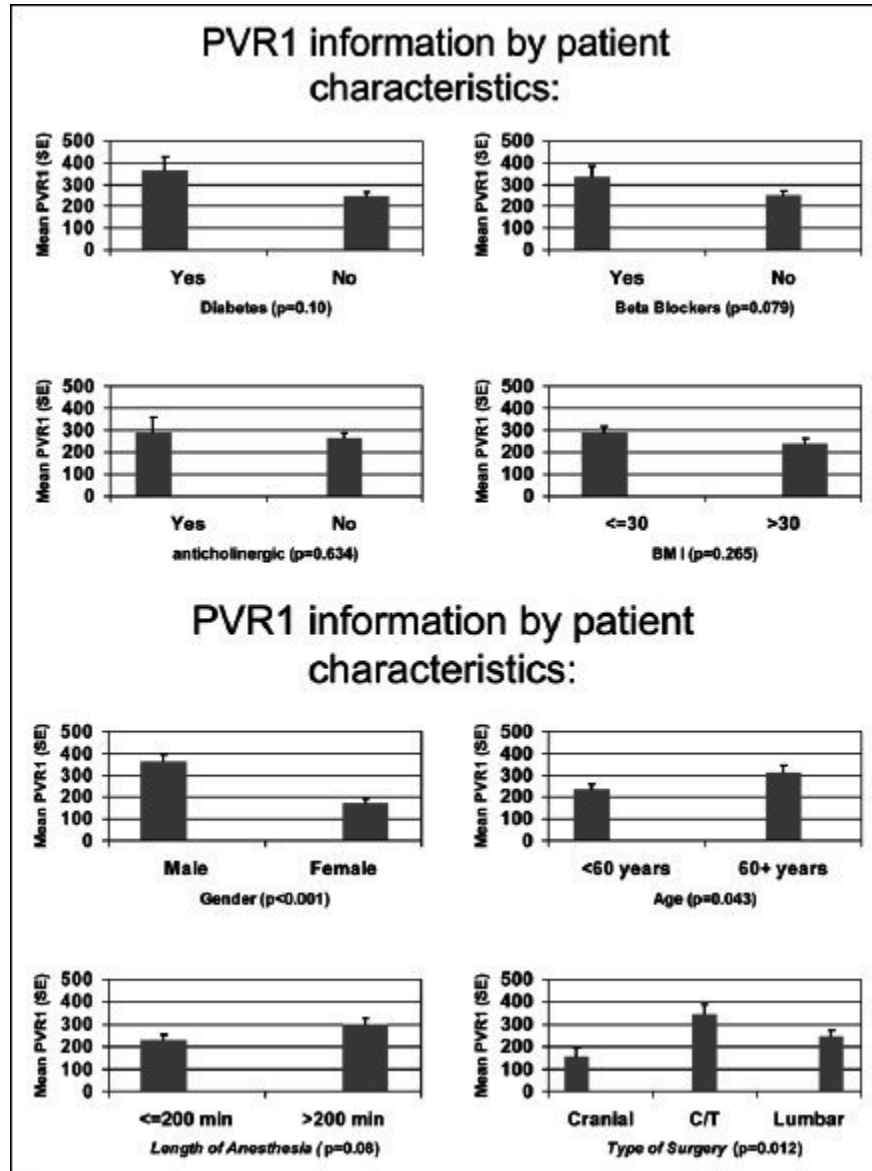 PVR1 information by patient
characteristics:
Mean PVR1 (SE)
500
400
300
200
100
0
Yes No
Diabetes (p=0.10)
Mean PVR1 (SE)
500
400
300
200
100
0
Yes No
Beta Blockers (p=0.079)
Mean PVR1 (SE)
500
400
300
200
100
0
Yes No
anticholinergic (p=0.634)
Mean PVR1 (SE)
500
400
300
200
100
0
<=30 >30
BM I (p=0.265)
PVR1 information by patient
characteristics:
Mean PVR1 (SE)
500
400
300
200
100
0
Male Female
Gender (p<0.001)
Mean PVR1 (SE)
500
400
300
200
100
0
<60 years 60+ years
Age (p=0.043)
Mean PVR1 (SE)
500
400
300
200
100
0
<=200 min >200 min
Length of Anesthesia ( p=0.06)
Mean PVR1 (SE)
500
400
300
200
100
0
Cranial C/T Lumbar
Type of Surgery (p=0.012)